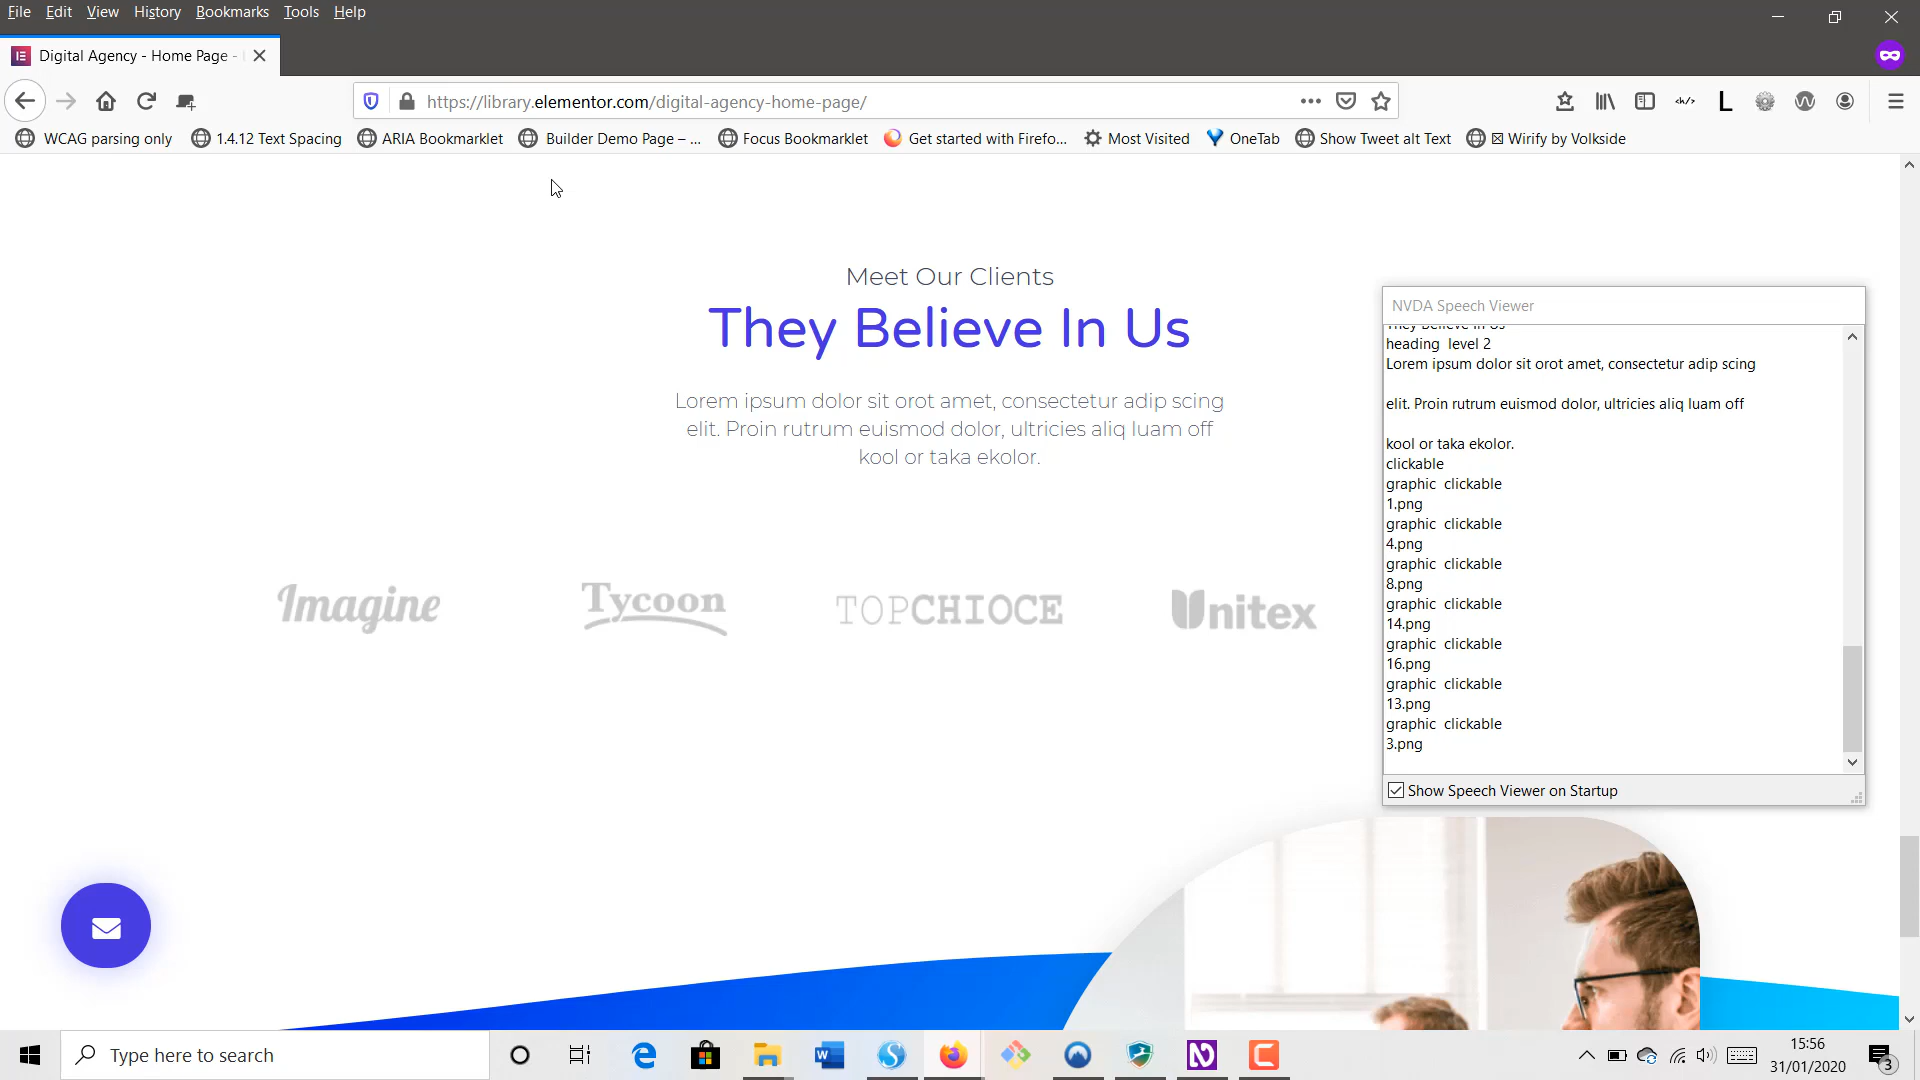 File Edit View History Bookmarks Tools Help
Digital Agency - Home Page -
https://library.elementor.com/digital-agency-home-page/
WCAG parsing only 1.4.12 Text Spacing ARIA Bookmarklet Builder Demo Page – ... Focus Bookmarklet Get started with Firefo... Most Visited OneTab Show Tweet alt Text Wirify by Volkside
Meet Our Clients
They Believe In Us
Lorem ipsum dolor sit orot amet, consectetur adip scing
elit. Proin rutrum euismod dolor, ultricies aliq luam off
kool or taka ekolor.
Imagine Tycoon TOPCHIOCE Unitex
NVDA Speech Viewer
They Believe In Us
heading level 2
Lorem ipsum dolor sit orot amet, consectetur adip scing
elit. Proin rutrum euismod dolor, ultricies aliq luam off
kool or taka ekolor.
clickable
graphic clickable
1.png
graphic clickable
4.png
graphic clickable
8.png
graphic clickable
14.png
graphic clickable
16.png
graphic clickable
13.png
graphic clickable
3.png
Show Speech Viewer on Startup
Type here to search
15:56
31/01/2020
3